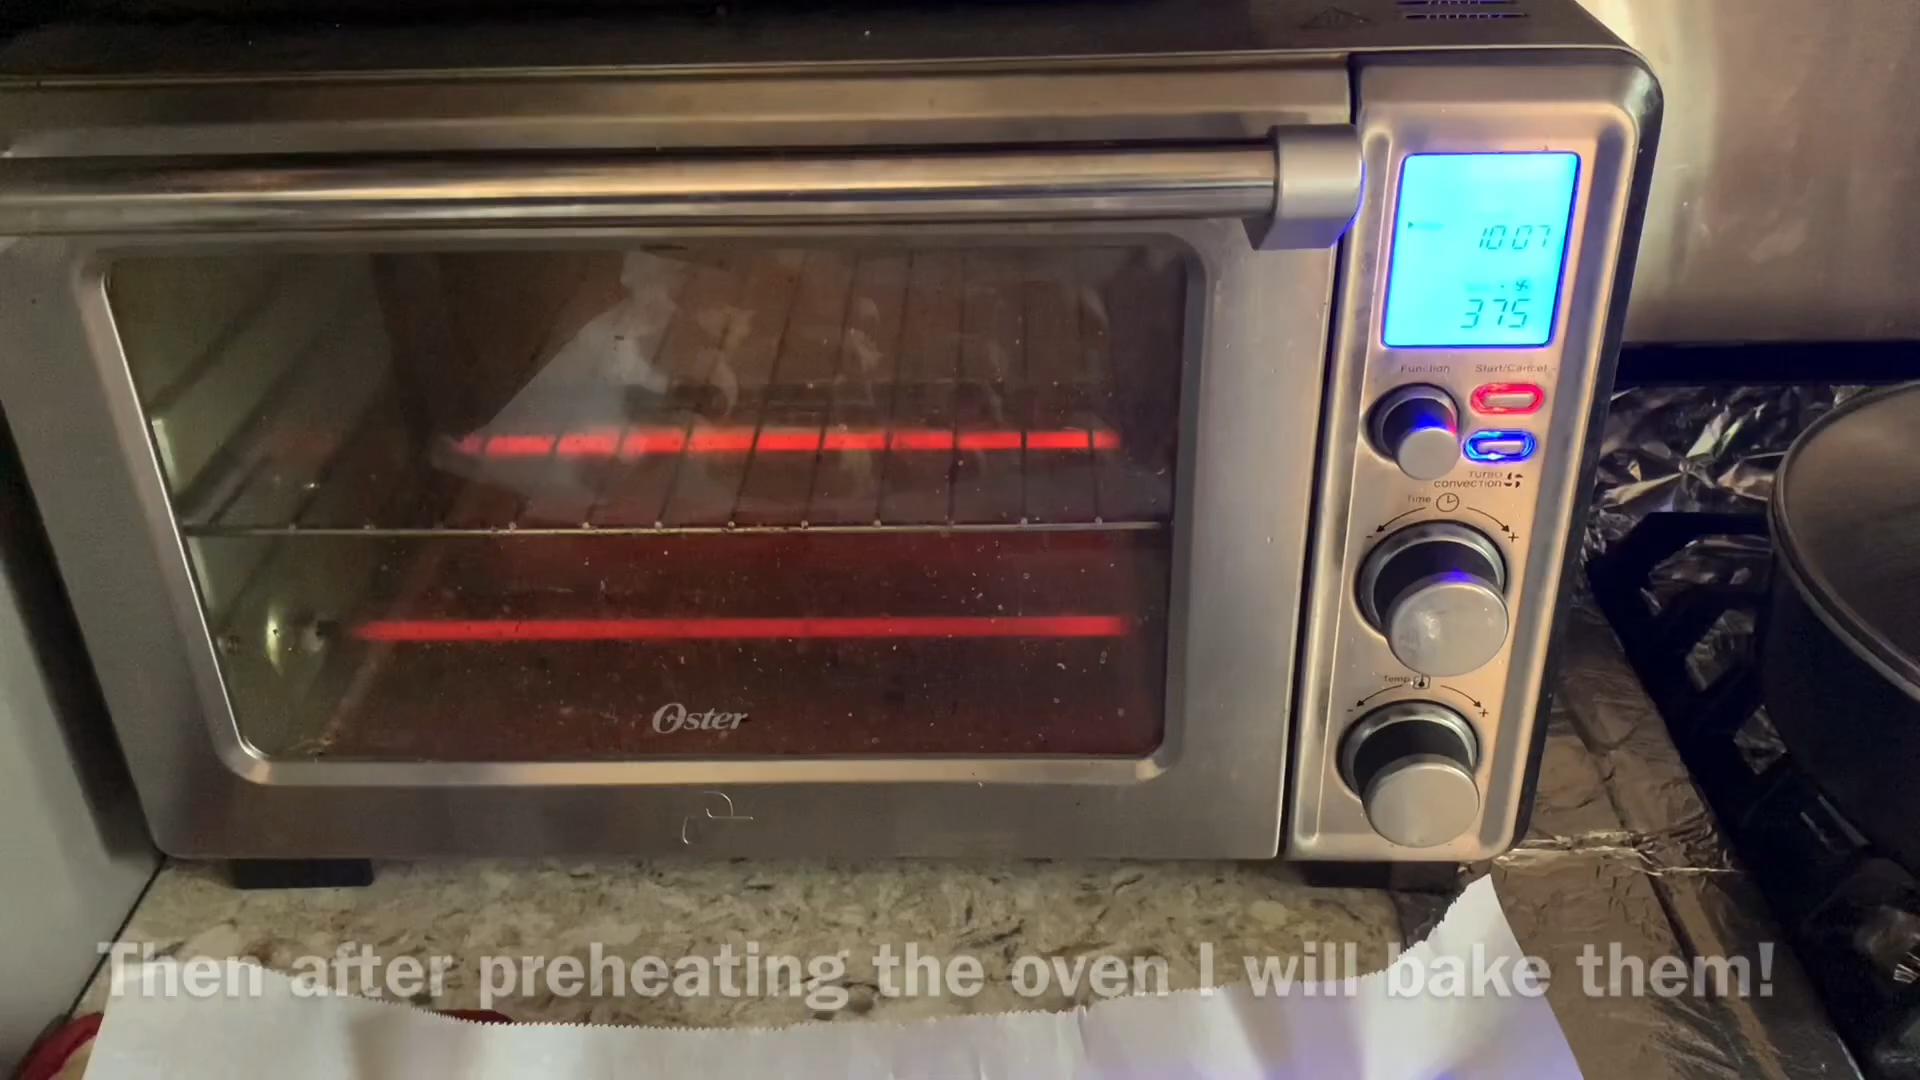 10:07
375
Function Start/Cancel
TURBO
CONVECTION
Time
- +
Temp
- +
Oster
Then after preheating the oven I will bake them!